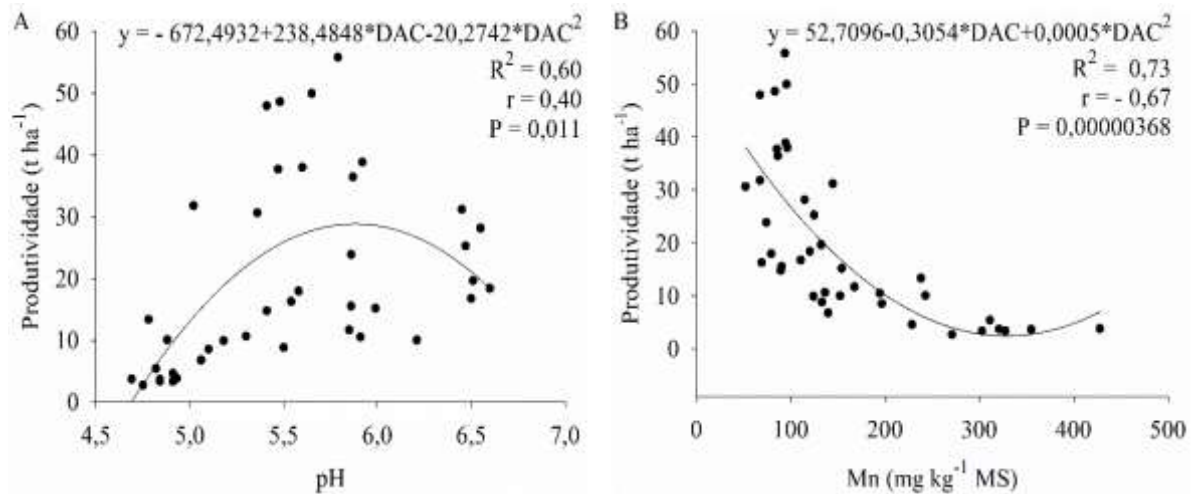 A
y = - 672,4932+238,4848*DAC-20,2742*DAC²
R² = 0,60
r = 0,40
P = 0,011
Produtividade (t ha⁻¹)
60
50
40
30
20
10
0
4,5 5,0 5,5 6,0 6,5 7,0
pH
B
y = 52,7096-0,3054*DAC+0,0005*DAC²
R² = 0,73
r = - 0,67
P = 0,00000368
Produtividade (t ha⁻¹)
60
50
40
30
20
10
0
0 100 200 300 400 500
Mn (mg kg⁻¹ MS)